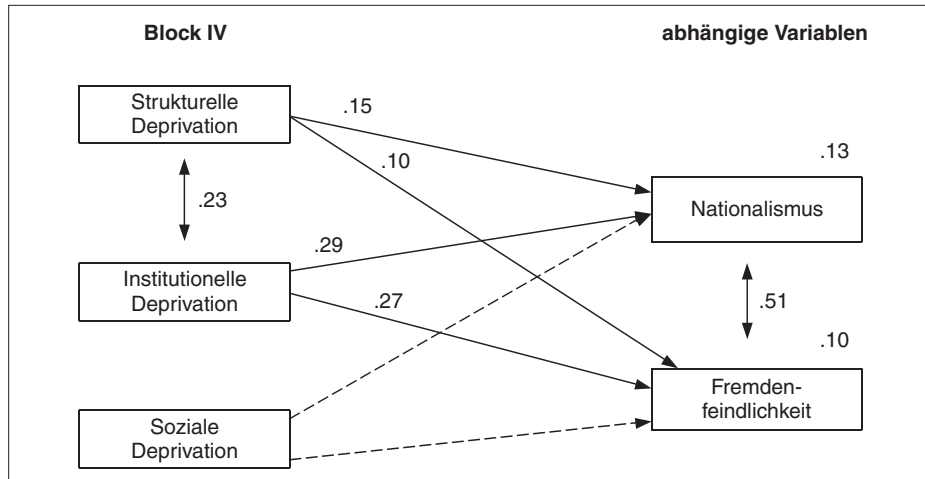 Block IV
abhängige Variablen
Strukturelle
Deprivation
.15
.10
.13
.23
Nationalismus
.29
Institutionelle
Deprivation
.27
.51
.10
Fremden-
feindlichkeit
Soziale
Deprivation